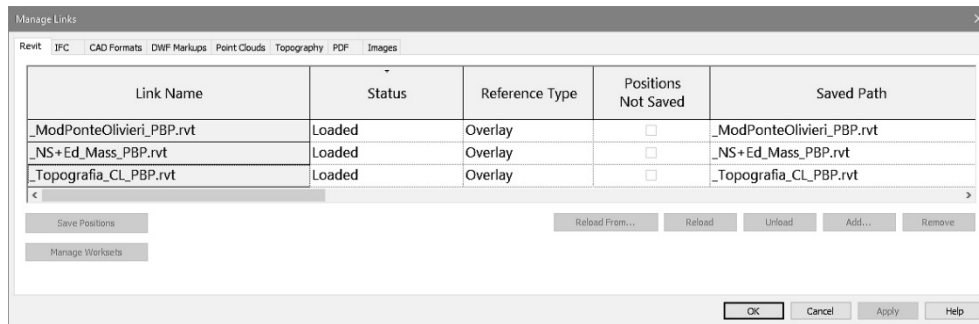 Manage Links
Revit IFC CAD Formats DWF Markups Point Clouds Topography PDF Images
Link Name Status Reference Type Positions Not Saved Saved Path
_ModPonteOlivieri_PBP.rvt Loaded Overlay _ModPonteOlivieri_PBP.rvt
_NS+Ed_Mass_PBP.rvt Loaded Overlay _NS+Ed_Mass_PBP.rvt
_Topografia_CL_PBP.rvt Loaded Overlay _Topografia_CL_PBP.rvt
Save Positions Reload From... Reload Unload Add... Remove
Manage Worksets
OK Cancel Apply Help